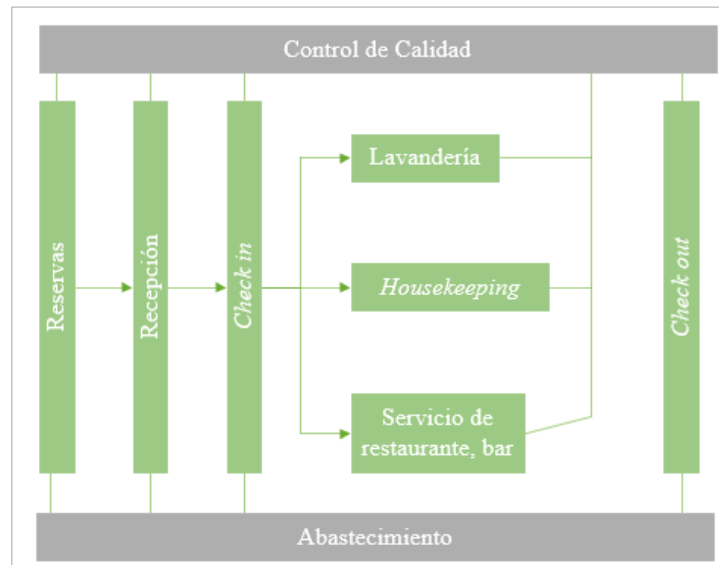 Control de Calidad
Reservas
Recepción
Check in
Lavandería
Housekeeping
Servicio de
restaurante, bar
Check out
Abastecimiento